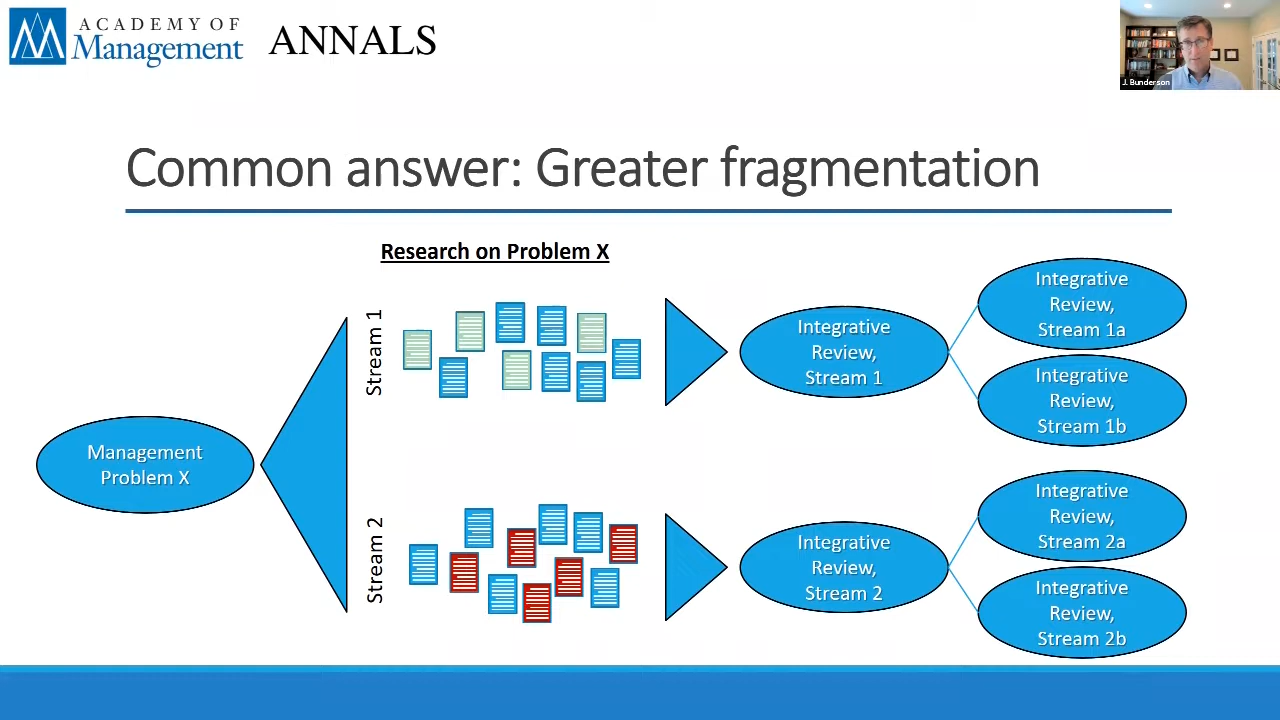 ACADEMY OF
Management
ANNALS
J. Bunderson
Common answer: Greater fragmentation
Research on Problem X
Stream 1
Stream 2
Management
Problem X
Integrative
Review,
Stream 1
Integrative
Review,
Stream 1a
Integrative
Review,
Stream 1b
Integrative
Review,
Stream 2
Integrative
Review,
Stream 2a
Integrative
Review,
Stream 2b